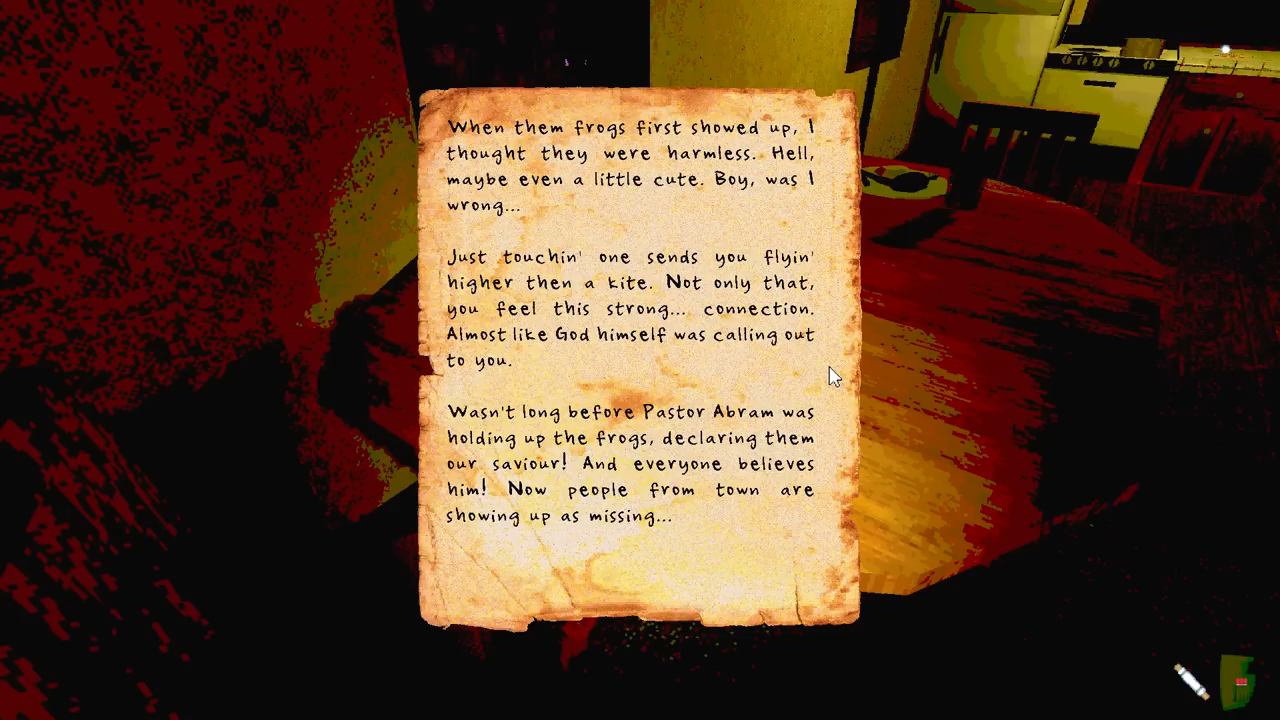 When them frogs first showed up, I
thought they were harmless. Hell,
maybe even a little cute. Boy, was I
wrong...
Just touchin' one sends you flyin'
higher then a kite. Not only that,
you feel this strong... connection.
Almost like God himself was calling out
to you.
Wasn't long before Pastor Abram was
holding up the frogs, declaring them
our saviour! And everyone believes
him! Now people from town are
showing up as missing...